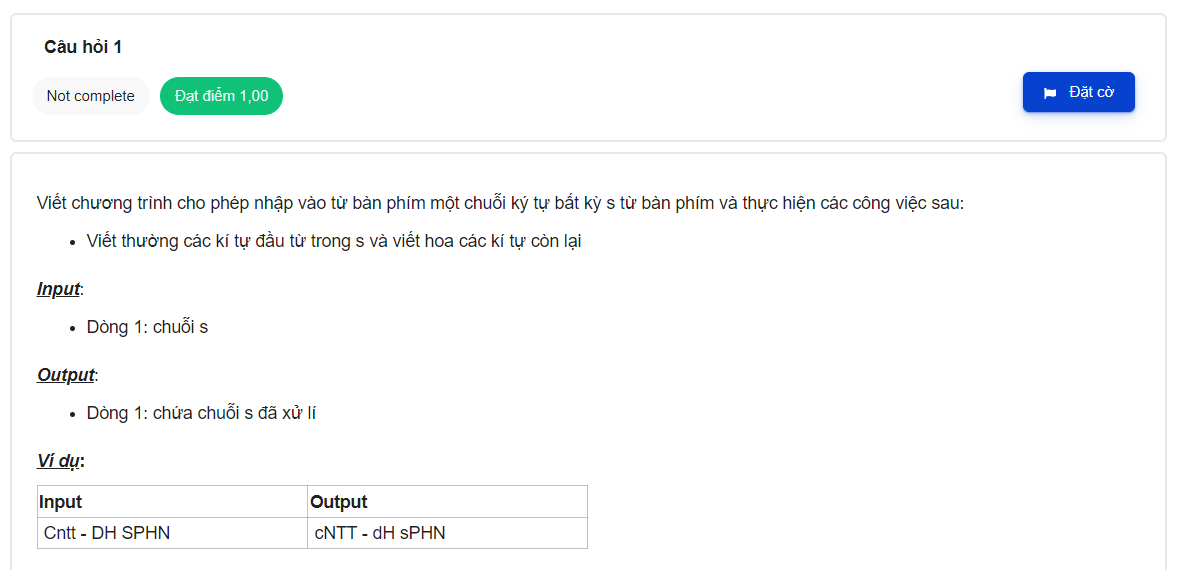 Câu hỏi 1
Not complete
Đạt điểm 1,00
Đặt cờ
Viết chương trình cho phép nhập vào từ bàn phím một chuỗi ký tự bất kỳ s từ bàn phím và thực hiện các công việc sau:
• Viết thường các kí tự đầu từ trong s và viết hoa các kí tự còn lại
Input:
• Dòng 1: chuỗi s
Output:
• Dòng 1: chứa chuỗi s đã xử lí
Ví dụ:
Input Output
Cntt - DH SPHN cNTT - dH sPHN